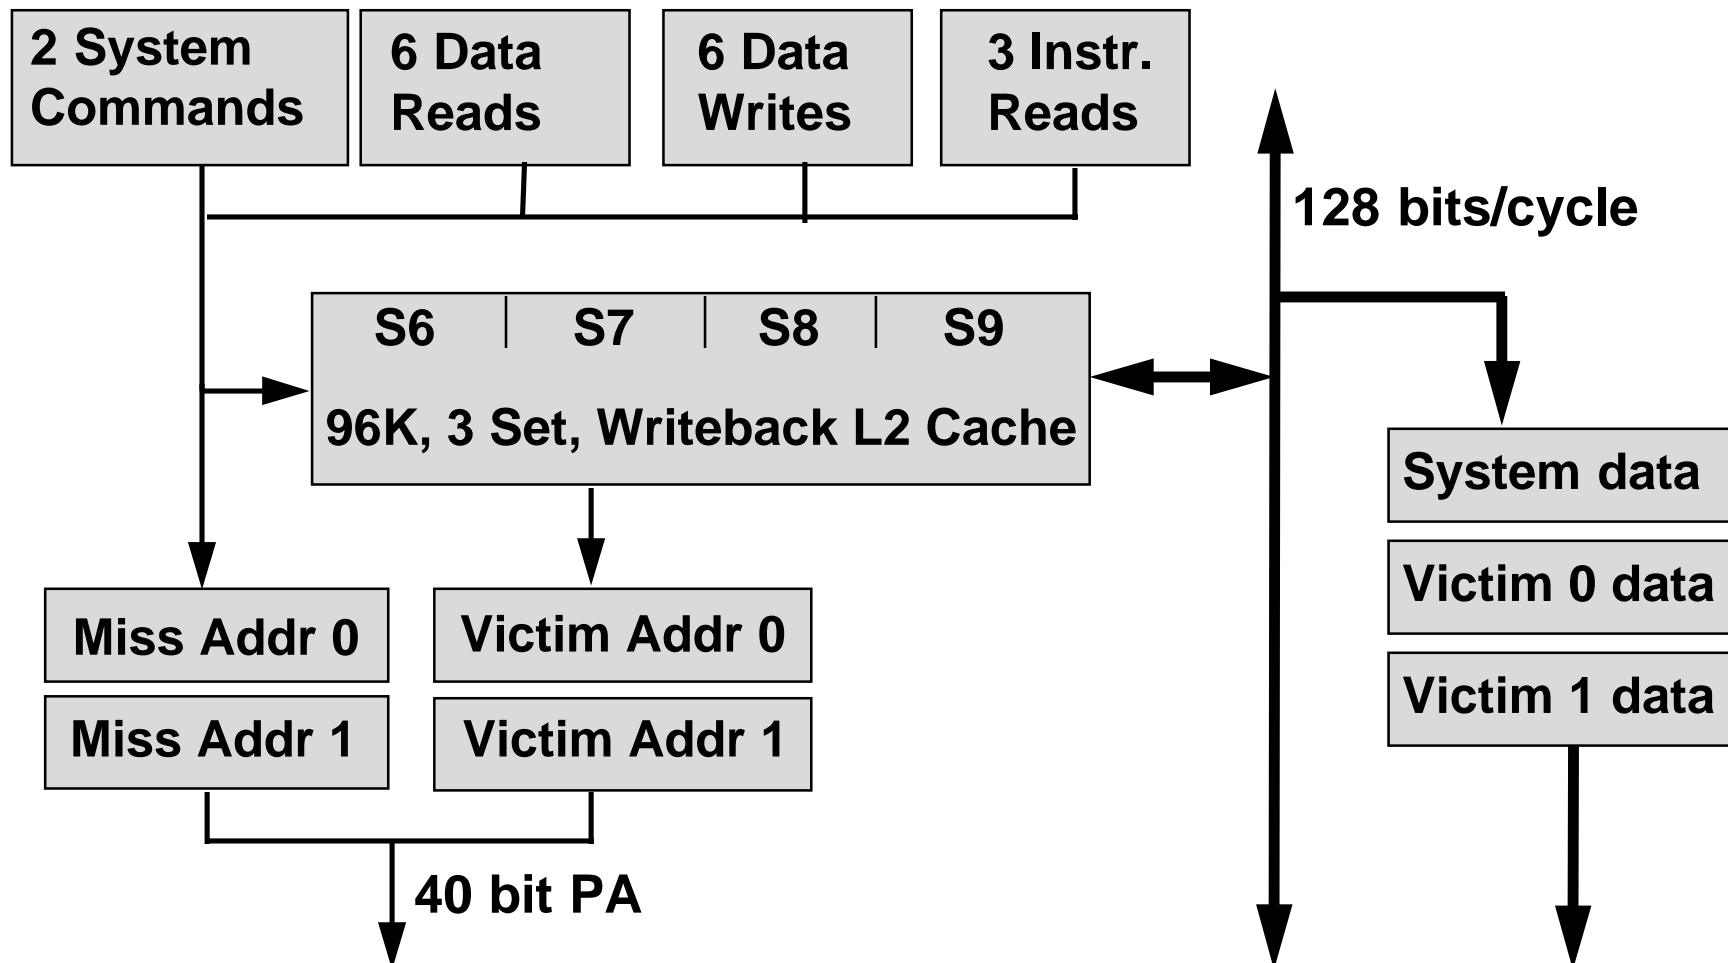 2 System
Commands
6 Data
Reads
6 Data
Writes
3 Instr.
Reads
128 bits/cycle
S6
S7
S8
S9
96K, 3 Set, Writeback L2 Cache
System data
Victim 0 data
Victim 1 data
Miss Addr 0
Victim Addr 0
Miss Addr 1
Victim Addr 1
40 bit PA